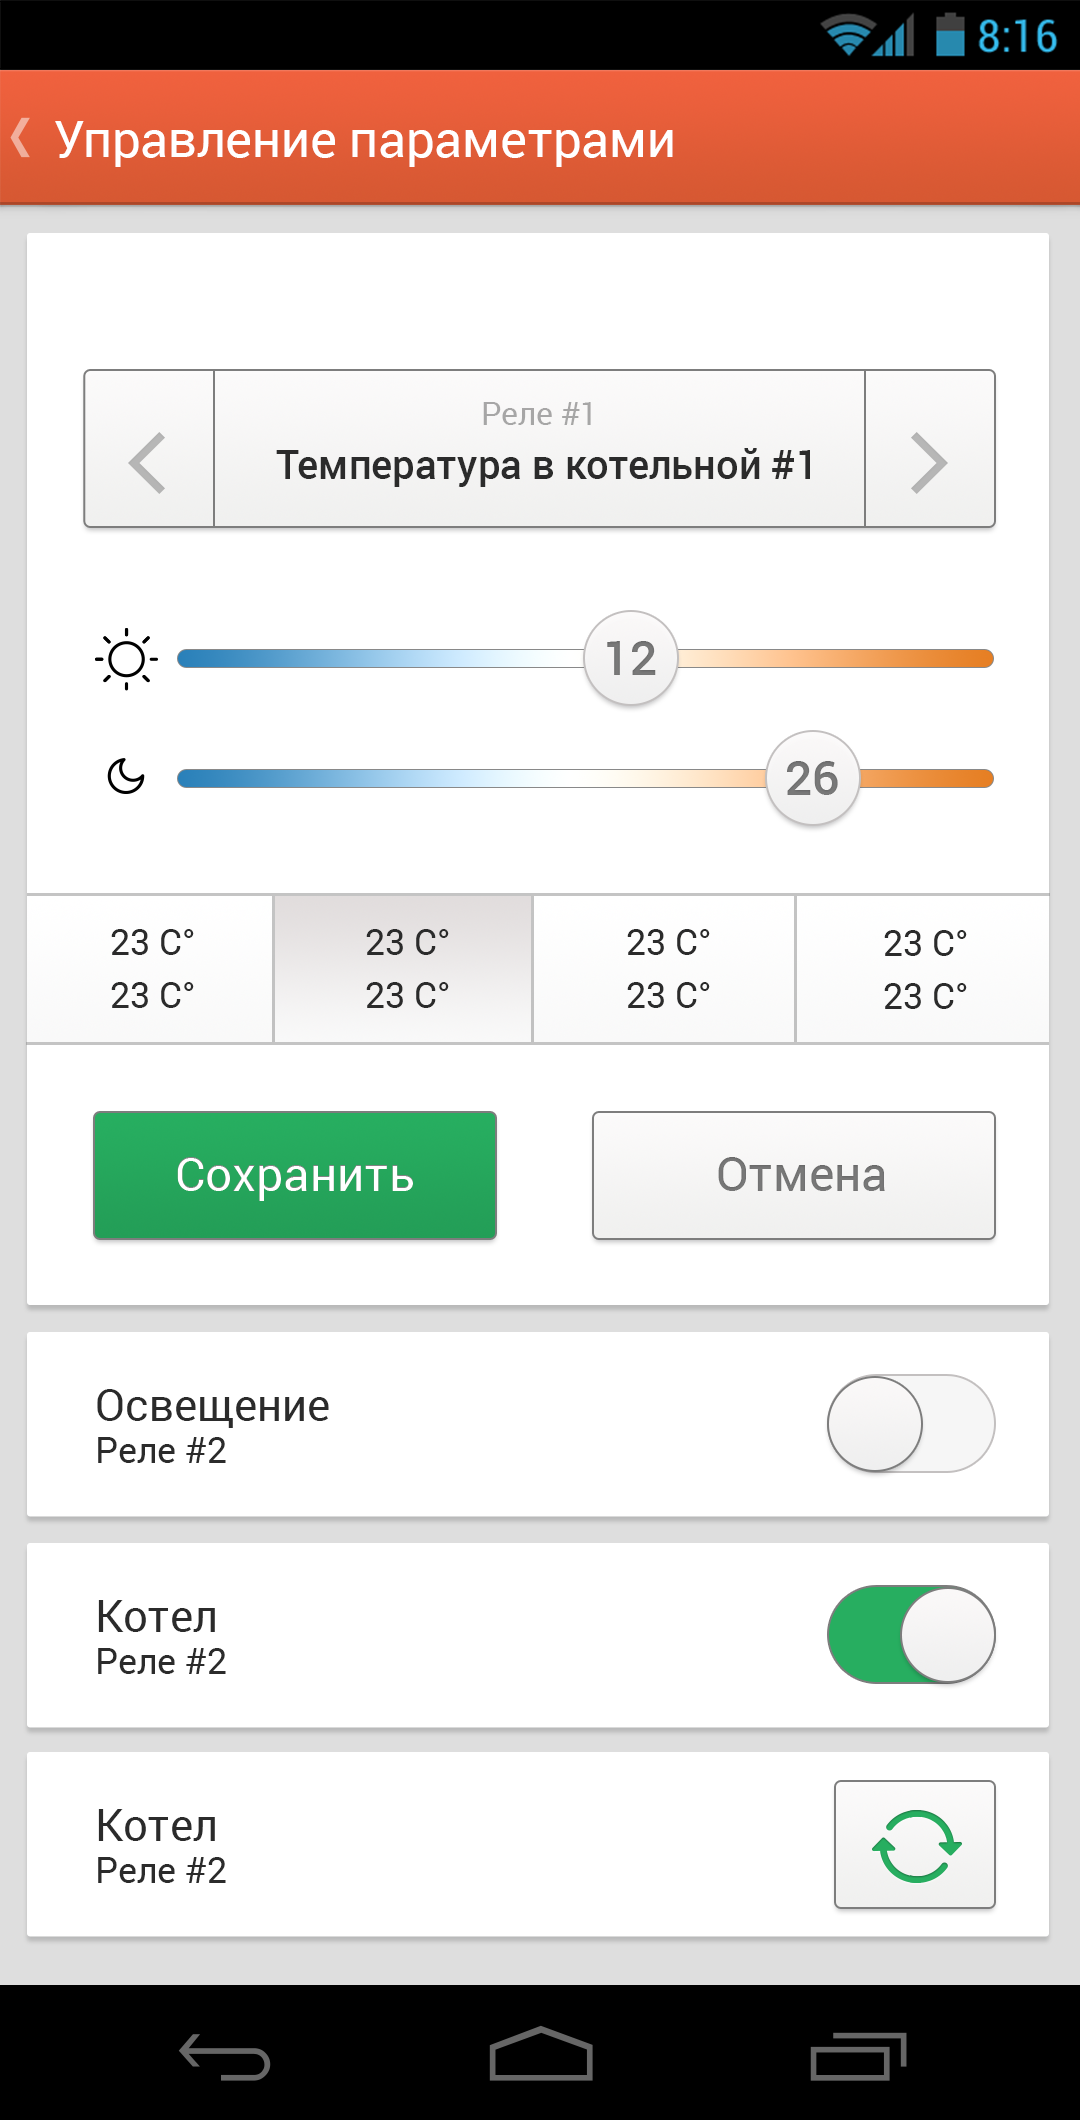 8:16
Управление параметрами
Реле #1
Температура в котельной #1
12
26
23 C° 23 C° 23 C° 23 C°
23 C° 23 C° 23 C° 23 C°
Сохранить Отмена
Освещение
Реле #2
Котел
Реле #2
Котел
Реле #2